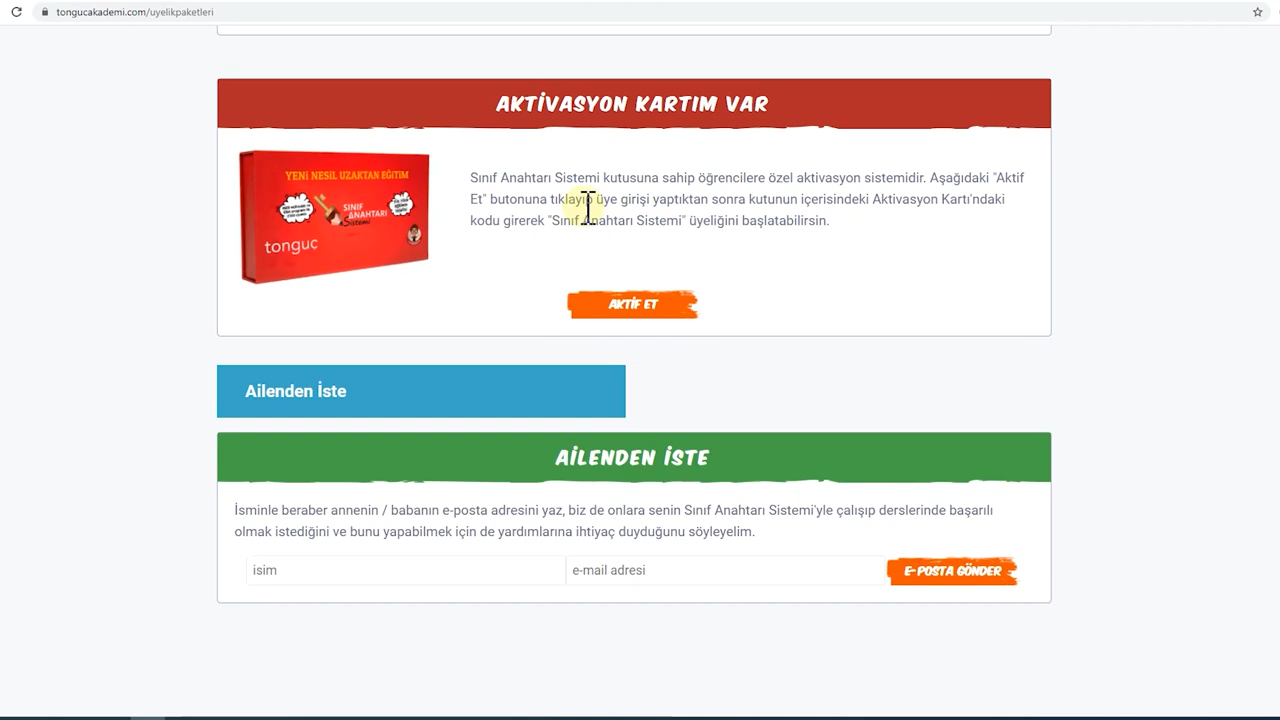 tongucakademi.com/uyelikpaketleri
AKTİVASYON KARTIM VAR
YENİ NESİL UZAKTAN EĞİTİM
SINIF
ANAHTARI
Sistemi
tonguç
Sınıf Anahtarı Sistemi kutusuna sahip öğrencilere özel aktivasyon sistemidir. Aşağıdaki "Aktif
Et" butonuna tıklayıp üye girişi yaptıktan sonra kutunun içerisindeki Aktivasyon Kartı'ndaki
kodu girerek "Sınıf Anahtarı Sistemi" üyeliğini başlatabilirsin.
AKTİF ET
Ailenden İste
AİLENDEN İSTE
İsminle beraber annenin / babanın e-posta adresini yaz, biz de onlara senin Sınıf Anahtarı Sistemi'yle çalışıp derslerinde başarılı
olmak istediğini ve bunu yapabilmek için de yardımlarına ihtiyaç duyduğunu söyleyelim.
isim
e-mail adresi
E-POSTA GÖNDER